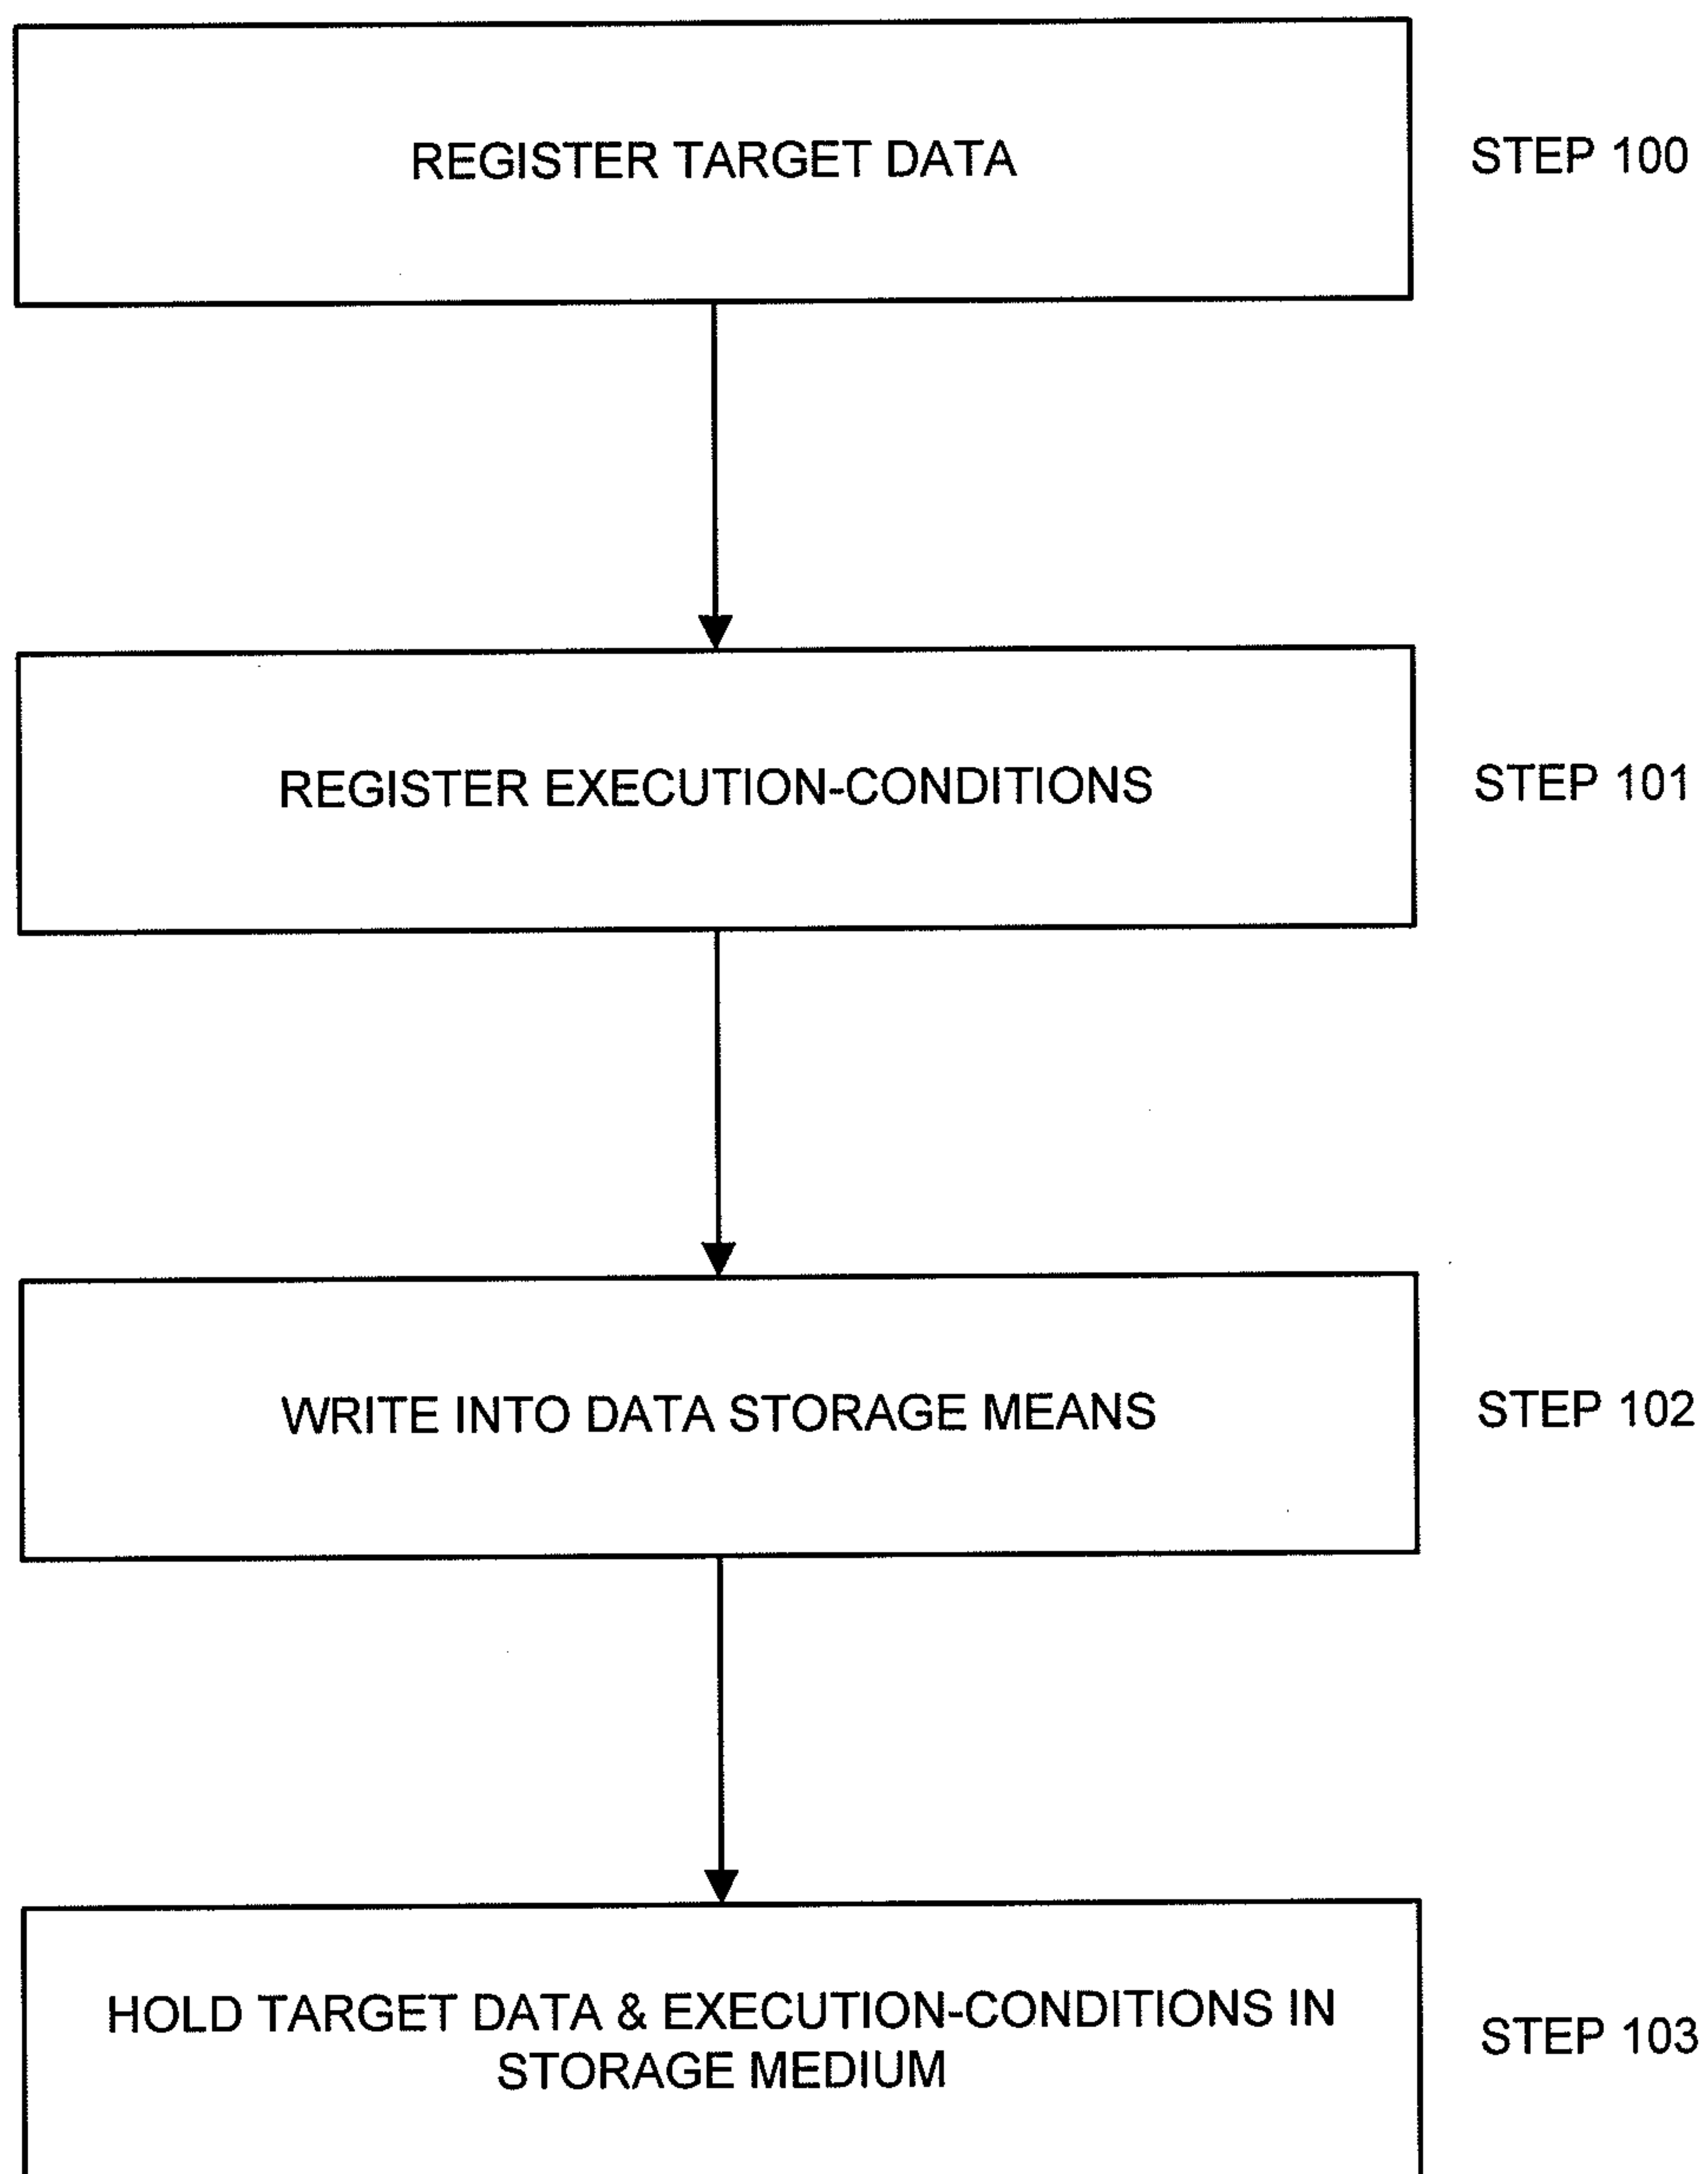 REGISTER TARGET DATA
STEP 100
REGISTER EXECUTION-CONDITIONS
STEP 101
WRITE INTO DATA STORAGE MEANS
STEP 102
HOLD TARGET DATA & EXECUTION-CONDITIONS IN
STORAGE MEDIUM
STEP 103